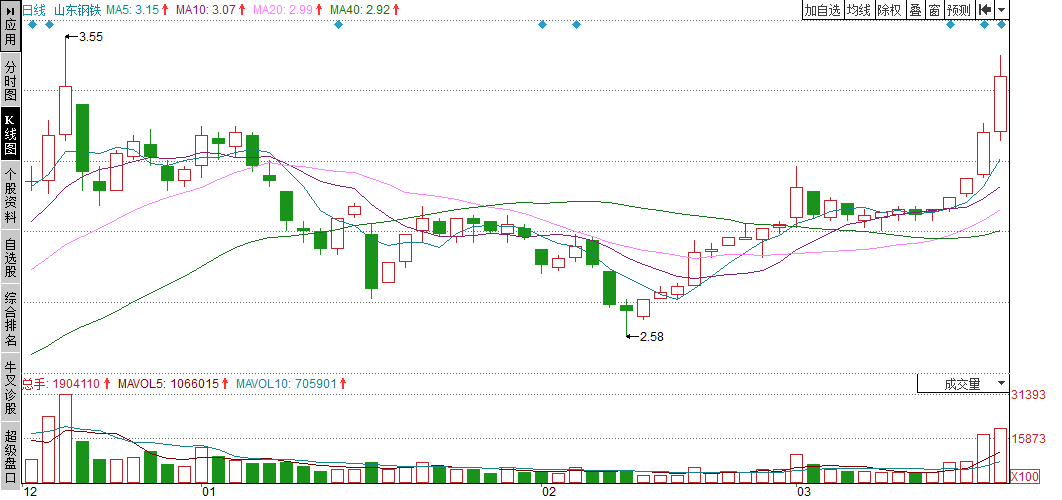 日线 山东钢铁 MA5: 3.15 MA10: 3.07 MA20: 2.99 MA40: 2.92
加自选 均线 除权 叠 窗 预测
应用
分时图
K线图
个股资料
自选股
综合排名
牛叉诊股
超级盘口
3.55
2.58
总手: 1904110 MAVOL5: 1066015 MAVOL10: 705901
成交量
31393
15873
X100
12 01 02 03